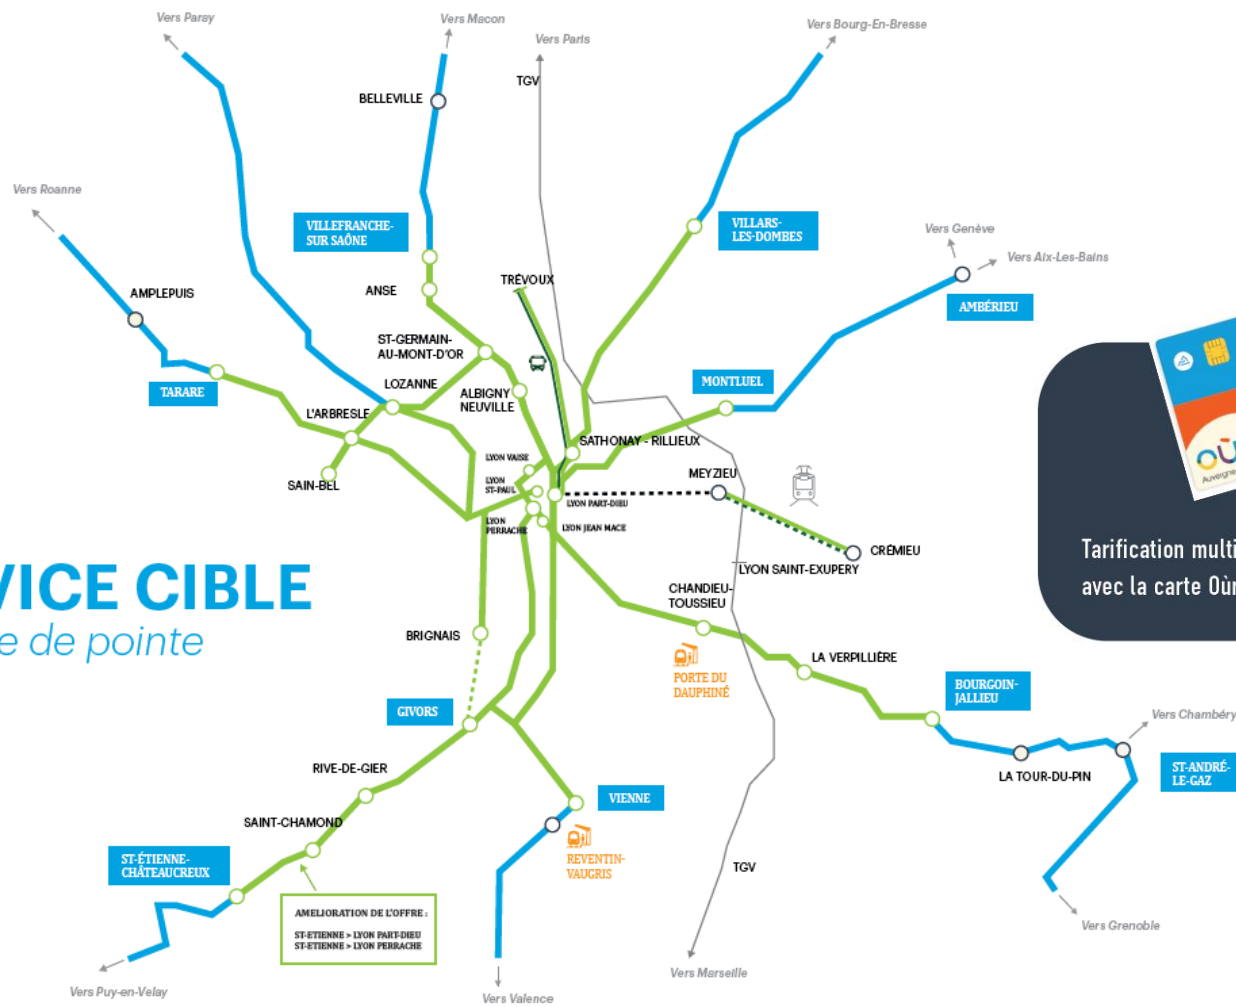 Vers Paray
Vers Macon
Vers Paris
Vers Bourg-En-Bresse
TGV
BELLEVILLE
Vers Roanne
VILLEFRANCHE-
SUR SAÔNE
VILLARS-
LES-DOMBES
Vers Genève
Vers Aix-Les-Bains
TRÉVOUX
ANSE
AMPLEPUIS
AMBÉRIEU
ST-GERMAIN-
AU-MONT-D'OR
TARARE
LOZANNE
ALBIGNY
NEUVILLE
MONTLUEL
L'ARBRESLE
SATHONAY - RILLIEUX
LYON VAISE
SAIN-BEL
LYON
ST-PAUL
MEYZIEU
LYON PART-DIEU
LYON
PERRACHE
LYON JEAN MACE
CRÉMIEU
LYON SAINT-EXUPERY
OÙ
Auvergne
Tarification multi
avec la carte Oùr
VICE CIBLE
e de pointe
CHANDIEU-
TOUSSIEU
BRIGNAIS
LA VERPILLIÈRE
PORTE DU
DAUPHINÉ
BOURGOIN-
JALLIEU
GIVORS
Vers Chambéry
LA TOUR-DU-PIN
ST-ANDRÉ-
LE-GAZ
RIVE-DE-GIER
VIENNE
SAINT-CHAMOND
REVENTIN-
VAUGRIS
ST-ÉTIENNE-
CHÂTEAUCREUX
TGV
AMELIORATION DE L'OFFRE :
ST-ETIENNE > LYON PART-DIEU
ST-ETIENNE > LYON PERRACHE
Vers Grenoble
Vers Marseille
Vers Puy-en-Velay
Vers Valence